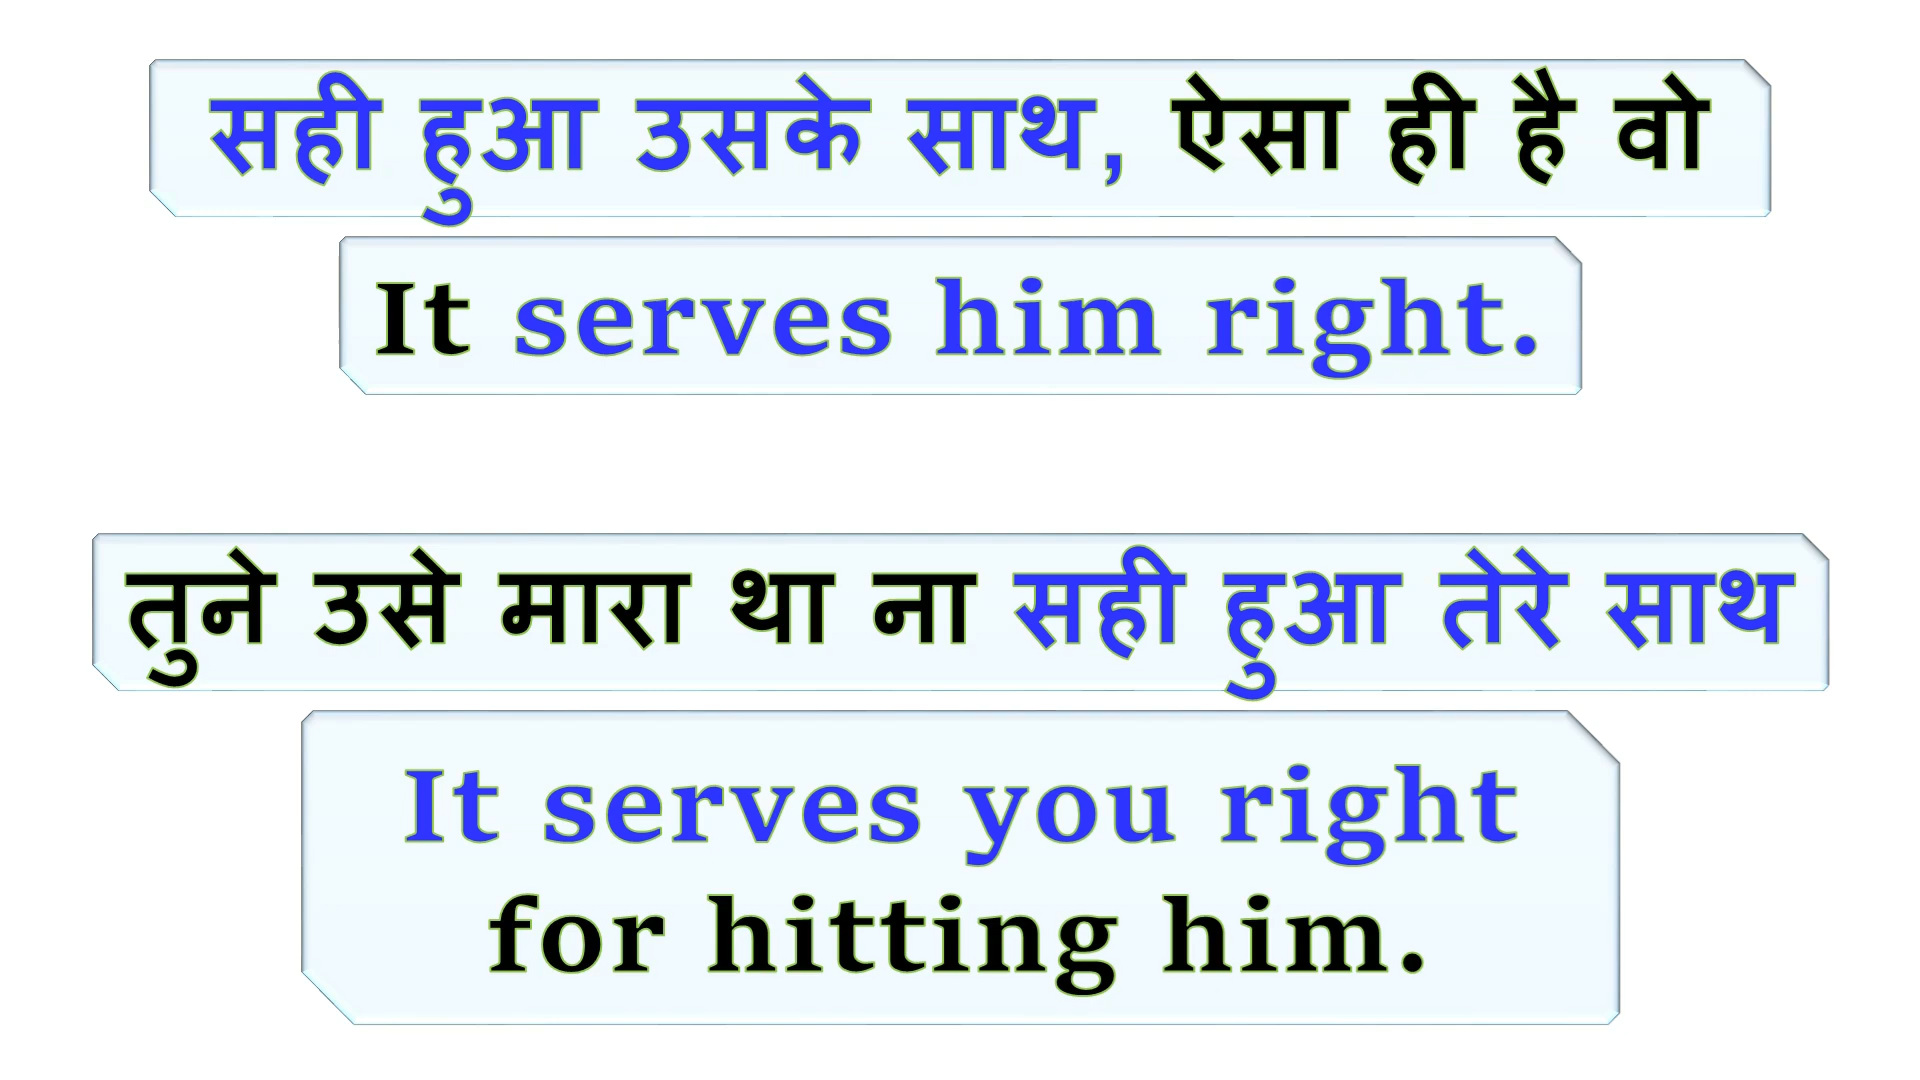 सही हुआ उसके साथ, ऐसा ही है वो
It serves him right.
तुने उसे मारा था ना सही हुआ तेरे साथ
It serves you right
for hitting him.